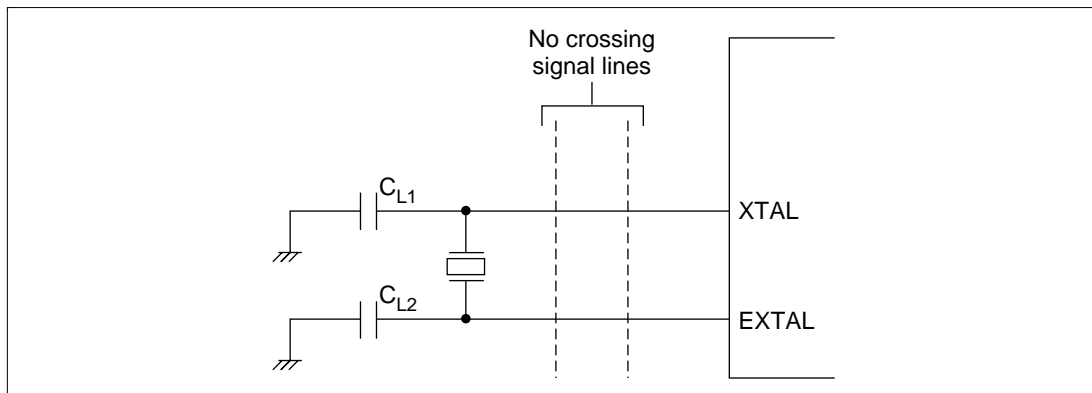 No crossing
signal lines
CL1
XTAL
CL2
EXTAL